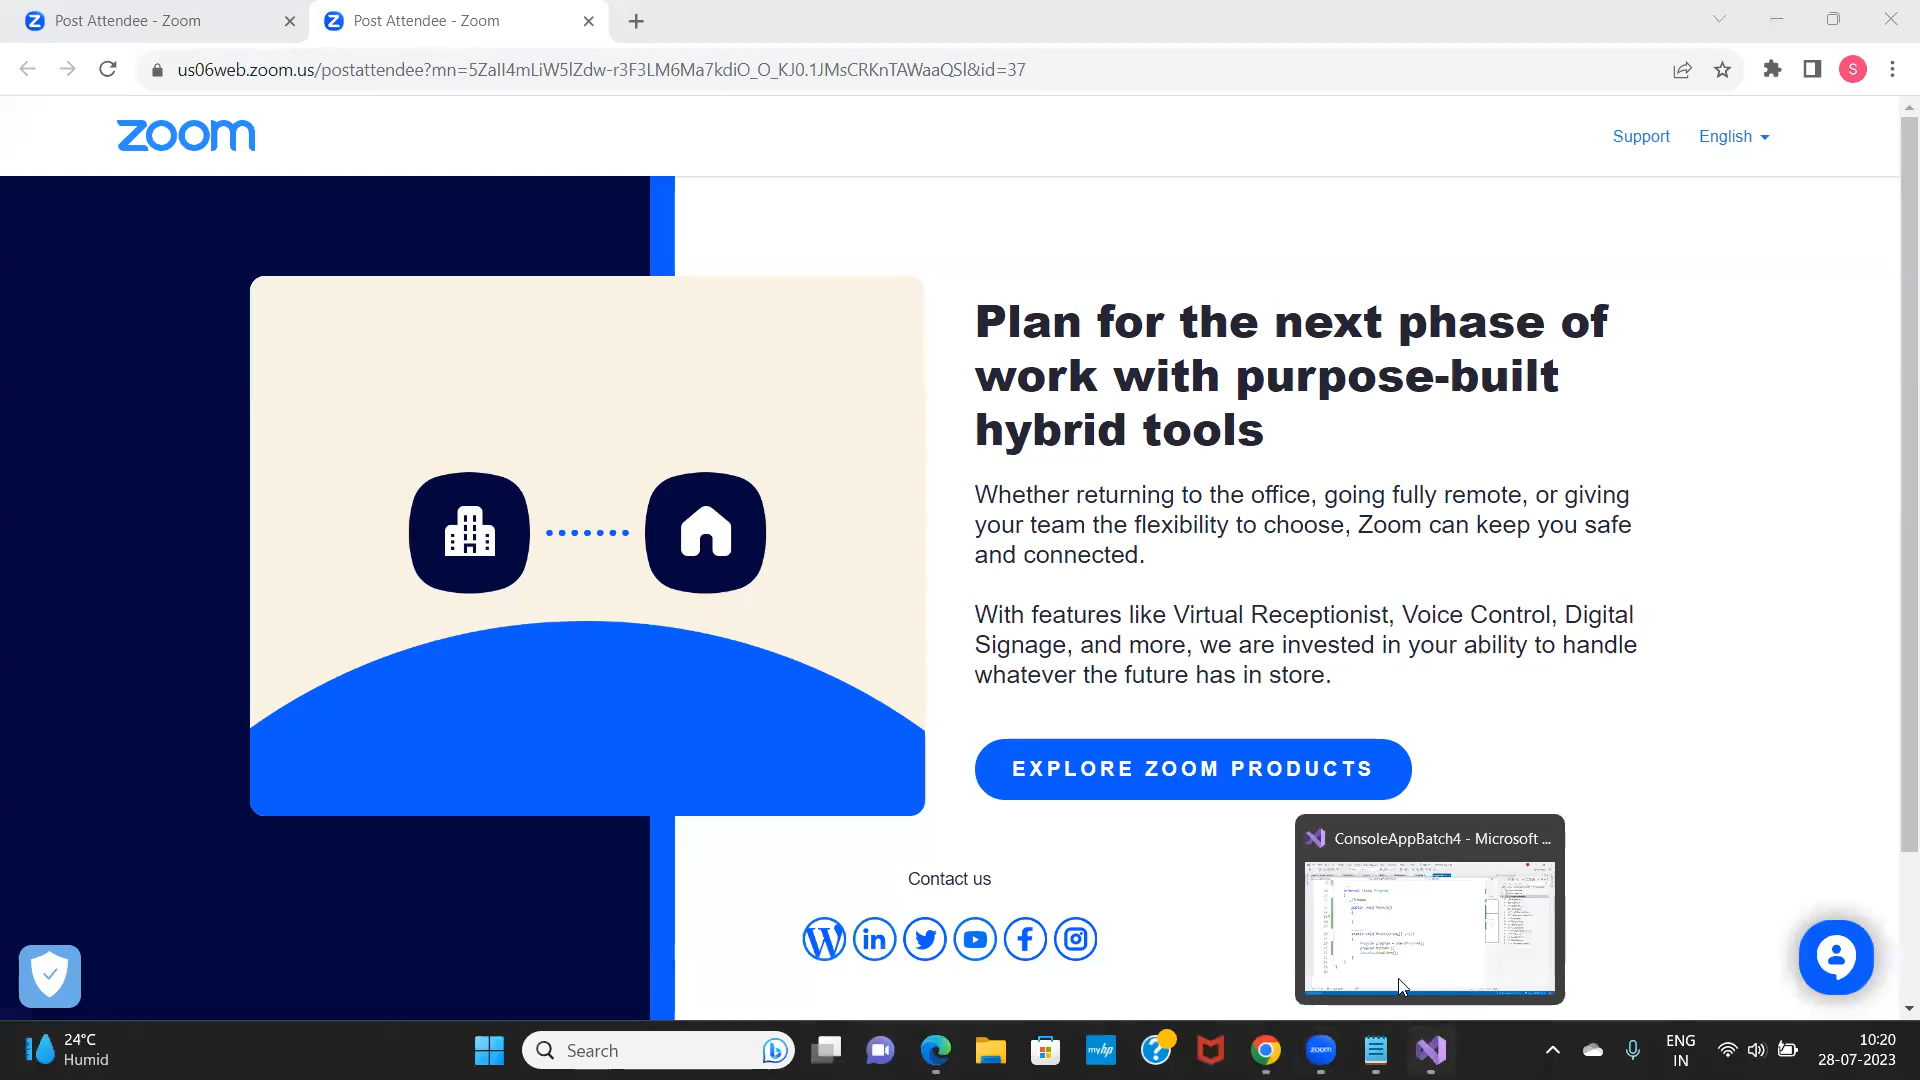 Post Attendee - Zoom
Post Attendee - Zoom
us06web.zoom.us/postattendee?mn=5ZaIl4mLiW5lZdw-r3F3LM6Ma7kdiO_O_KJ0.1JMsCRKnTAWaaQSl&id=37
S
zoom
Support
English
Plan for the next phase of
work with purpose-built
hybrid tools
Whether returning to the office, going fully remote, or giving
your team the flexibility to choose, Zoom can keep you safe
and connected.
With features like Virtual Receptionist, Voice Control, Digital
Signage, and more, we are invested in your ability to handle
whatever the future has in store.
EXPLORE ZOOM PRODUCTS
ConsoleAppBatch4 - Microsoft ...
Contact us
24°C
Humid
Search
myhp
zoom
ENG
IN
10:20
28-07-2023